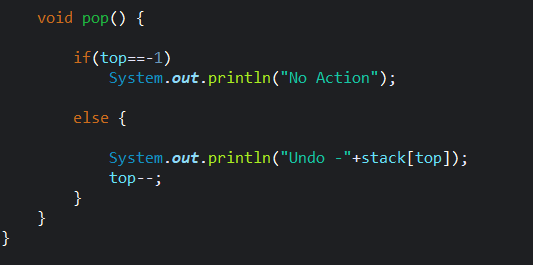 void pop() {
if(top==-1)
System.out.println("No Action");
else {
System.out.println("Undo -"+stack[top]);
top--;
}
}
}